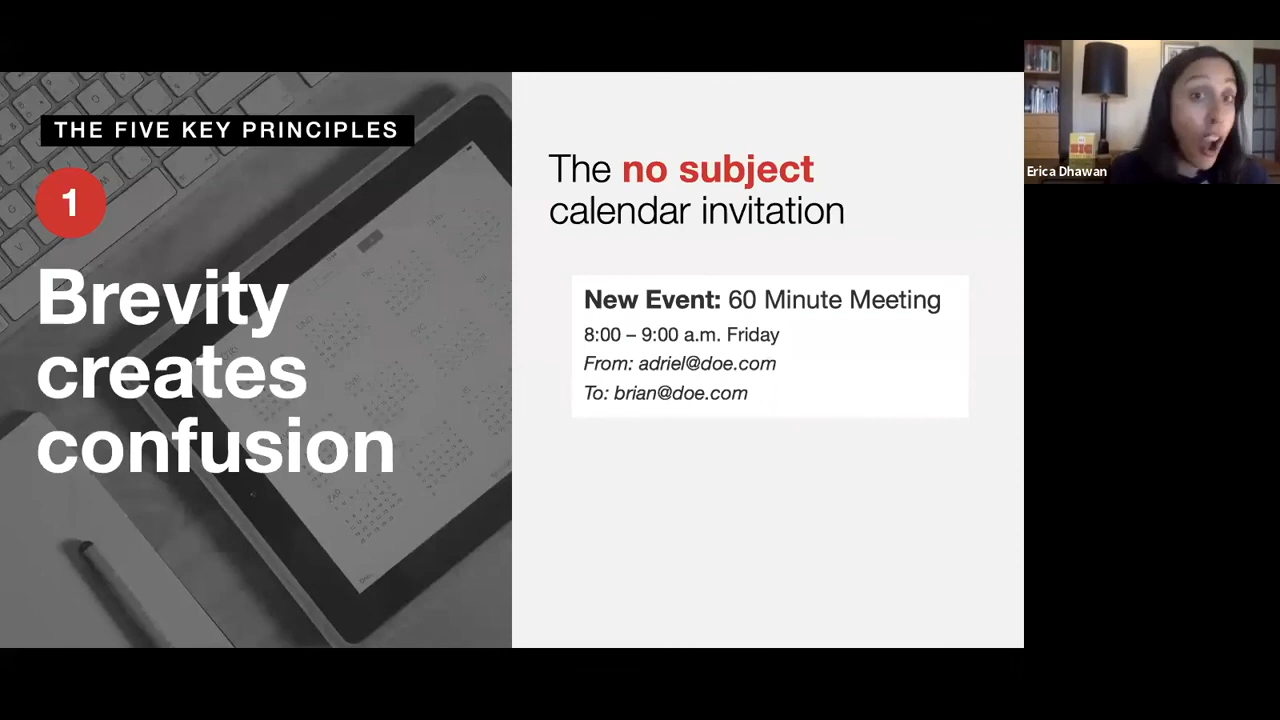 THE FIVE KEY PRINCIPLES
1
Brevity
creates
confusion
The no subject
calendar invitation
New Event: 60 Minute Meeting
8:00 – 9:00 a.m. Friday
From: adriel@doe.com
To: brian@doe.com
Erica Dhawan